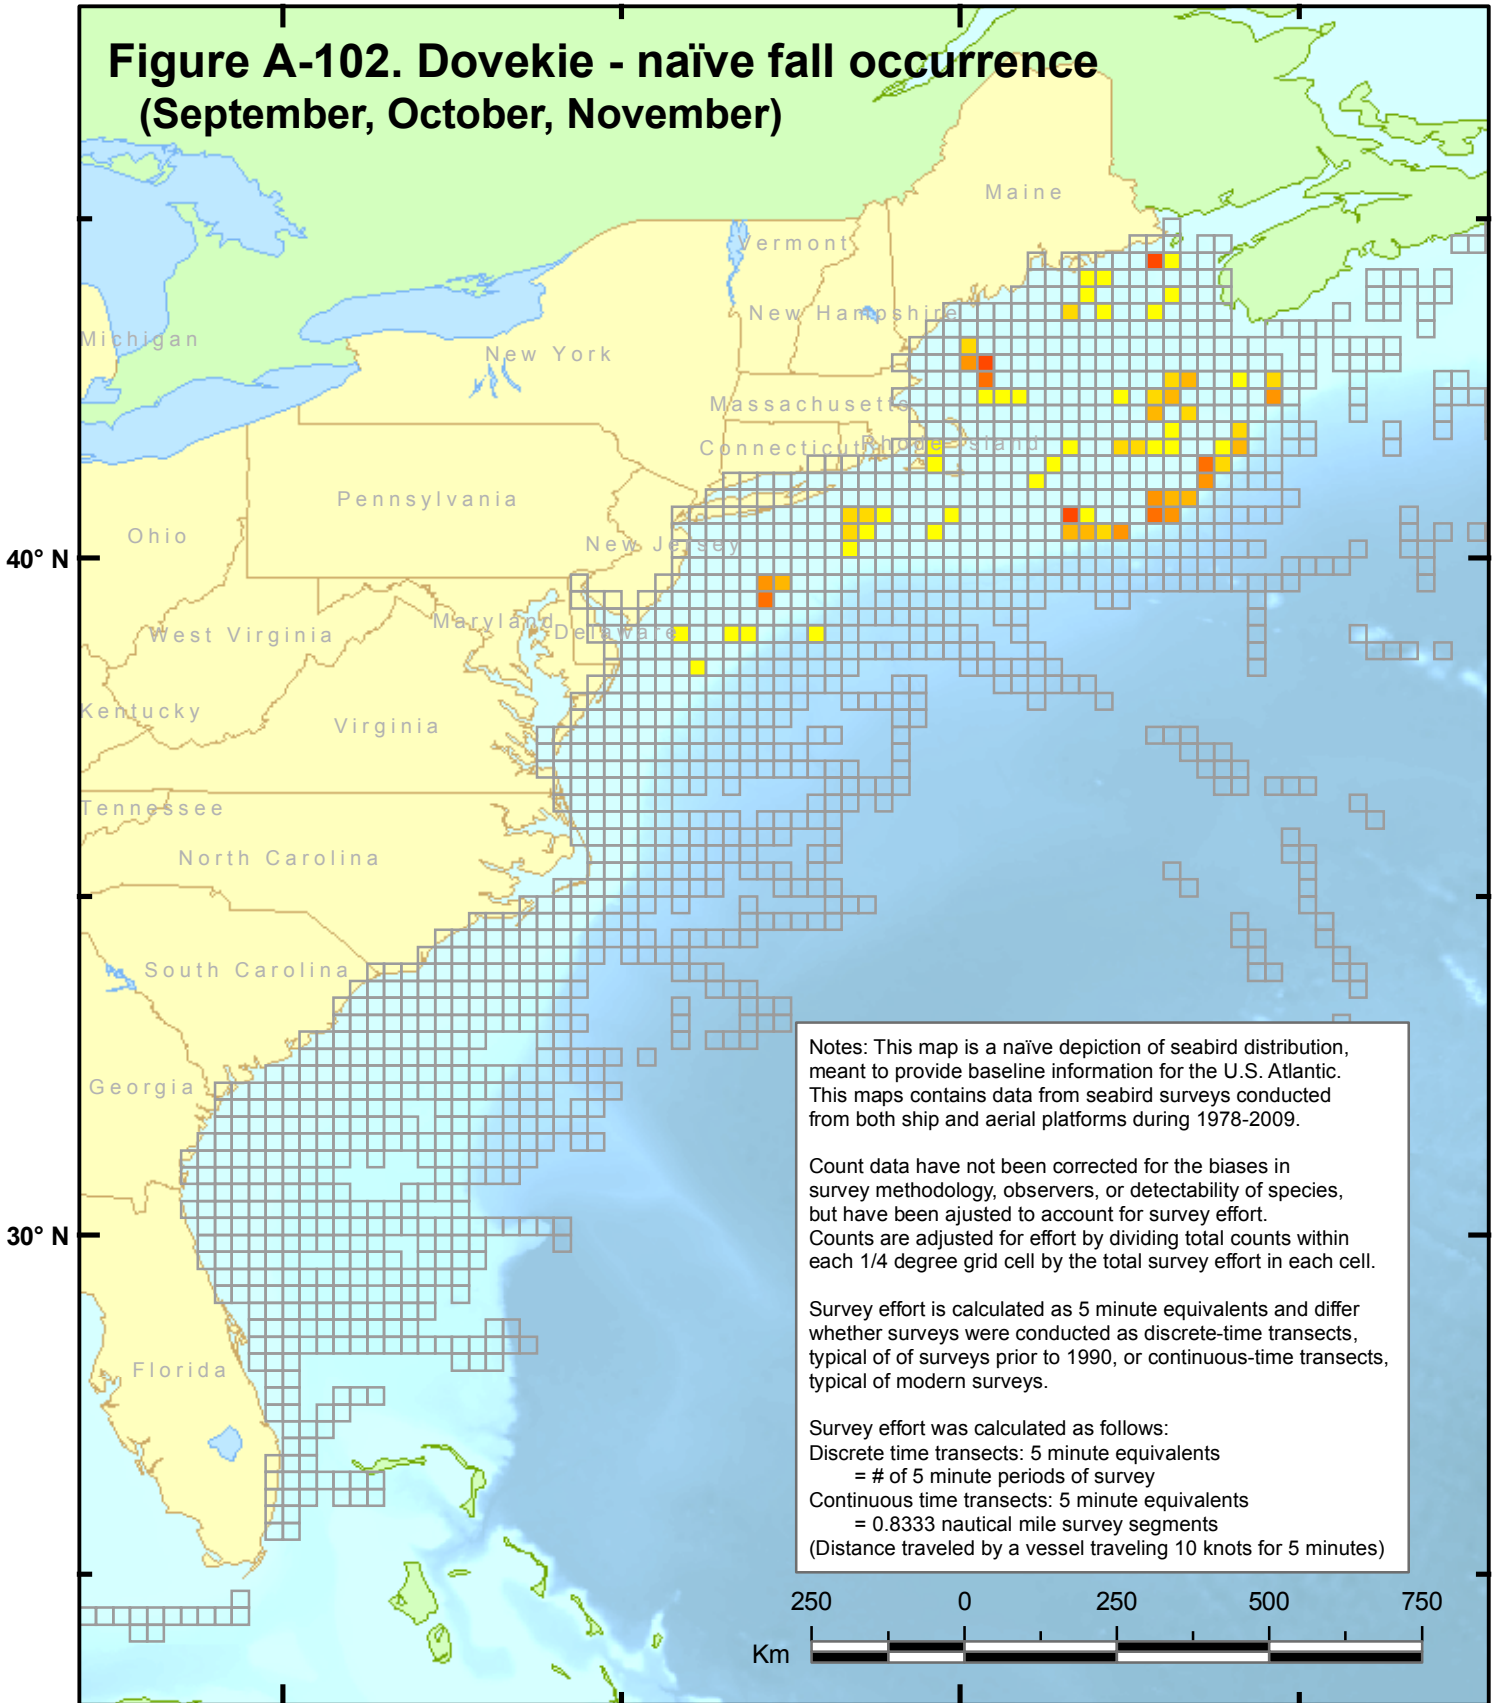 Figure A-102. Dovekie - naïve fall occurrence
(September, October, November)
Maine
Vermont
New Hampshire
Michigan
New York
Massachusetts
Connecticut
Rhode Island
Pennsylvania
Ohio
New Jersey
40° N
Maryland
Delaware
West Virginia
Kentucky
Virginia
Tennessee
North Carolina
South Carolina
Georgia
30° N
Florida
Notes: This map is a naïve depiction of seabird distribution,
meant to provide baseline information for the U.S. Atlantic.
This maps contains data from seabird surveys conducted
from both ship and aerial platforms during 1978-2009.
Count data have not been corrected for the biases in
survey methodology, observers, or detectability of species,
but have been ajusted to account for survey effort.
Counts are adjusted for effort by dividing total counts within
each 1/4 degree grid cell by the total survey effort in each cell.
Survey effort is calculated as 5 minute equivalents and differ
whether surveys were conducted as discrete-time transects,
typical of of surveys prior to 1990, or continuous-time transects,
typical of modern surveys.
Survey effort was calculated as follows:
Discrete time transects: 5 minute equivalents
= # of 5 minute periods of survey
Continuous time transects: 5 minute equivalents
= 0.8333 nautical mile survey segments
(Distance traveled by a vessel traveling 10 knots for 5 minutes)
250 0 250 500 750
Km